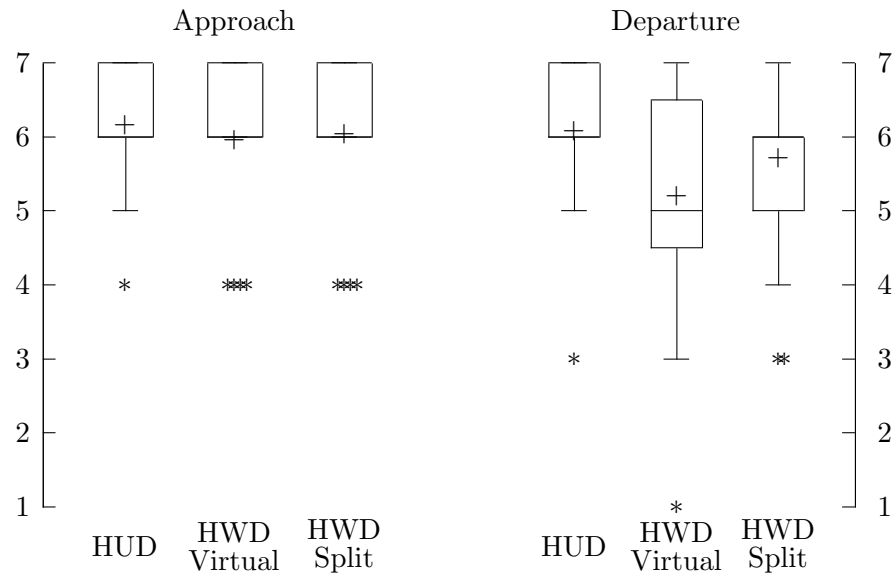 Approach
Departure
7
6
5
4
3
2
1
7
6
5
4
3
2
1
HUD
HWD
Virtual
HWD
Split
HUD
HWD
Virtual
HWD
Split